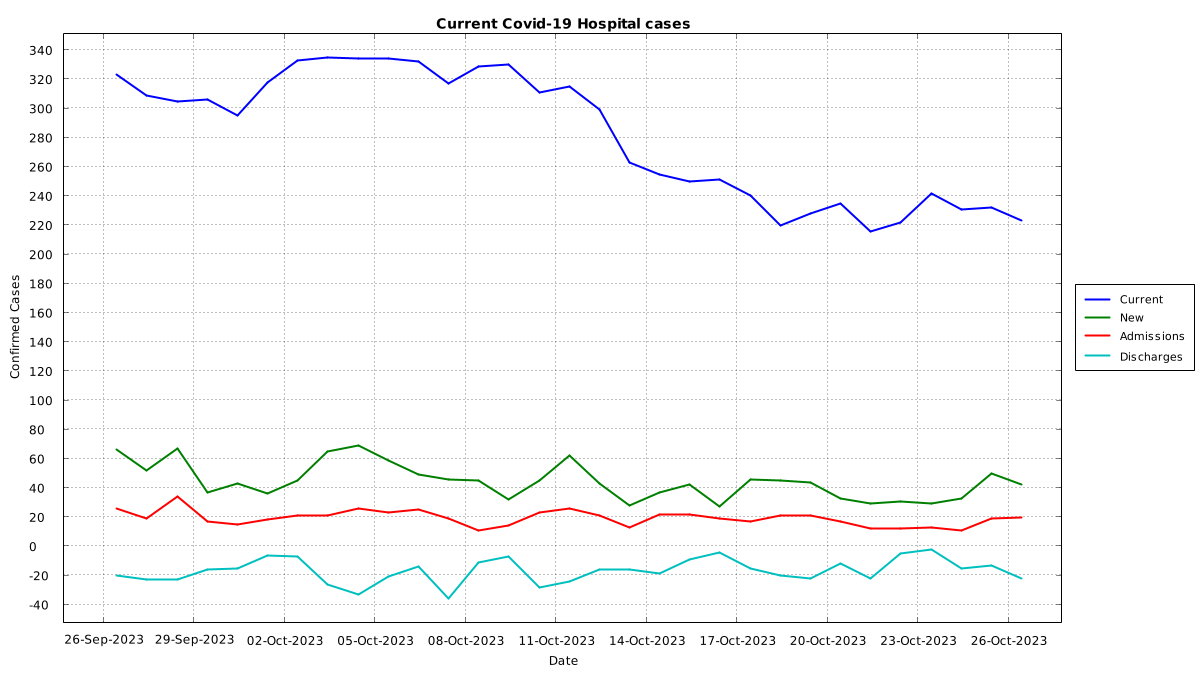 Current Covid-19 Hospital cases
340
320
300
280
260
240
220
200
180
160
140
120
100
80
60
40
20
0
-20
-40
Confirmed Cases
26-Sep-2023 29-Sep-2023 02-Oct-2023 05-Oct-2023 08-Oct-2023 11-Oct-2023 14-Oct-2023 17-Oct-2023 20-Oct-2023 23-Oct-2023 26-Oct-2023
Date
Current
New
Admissions
Discharges